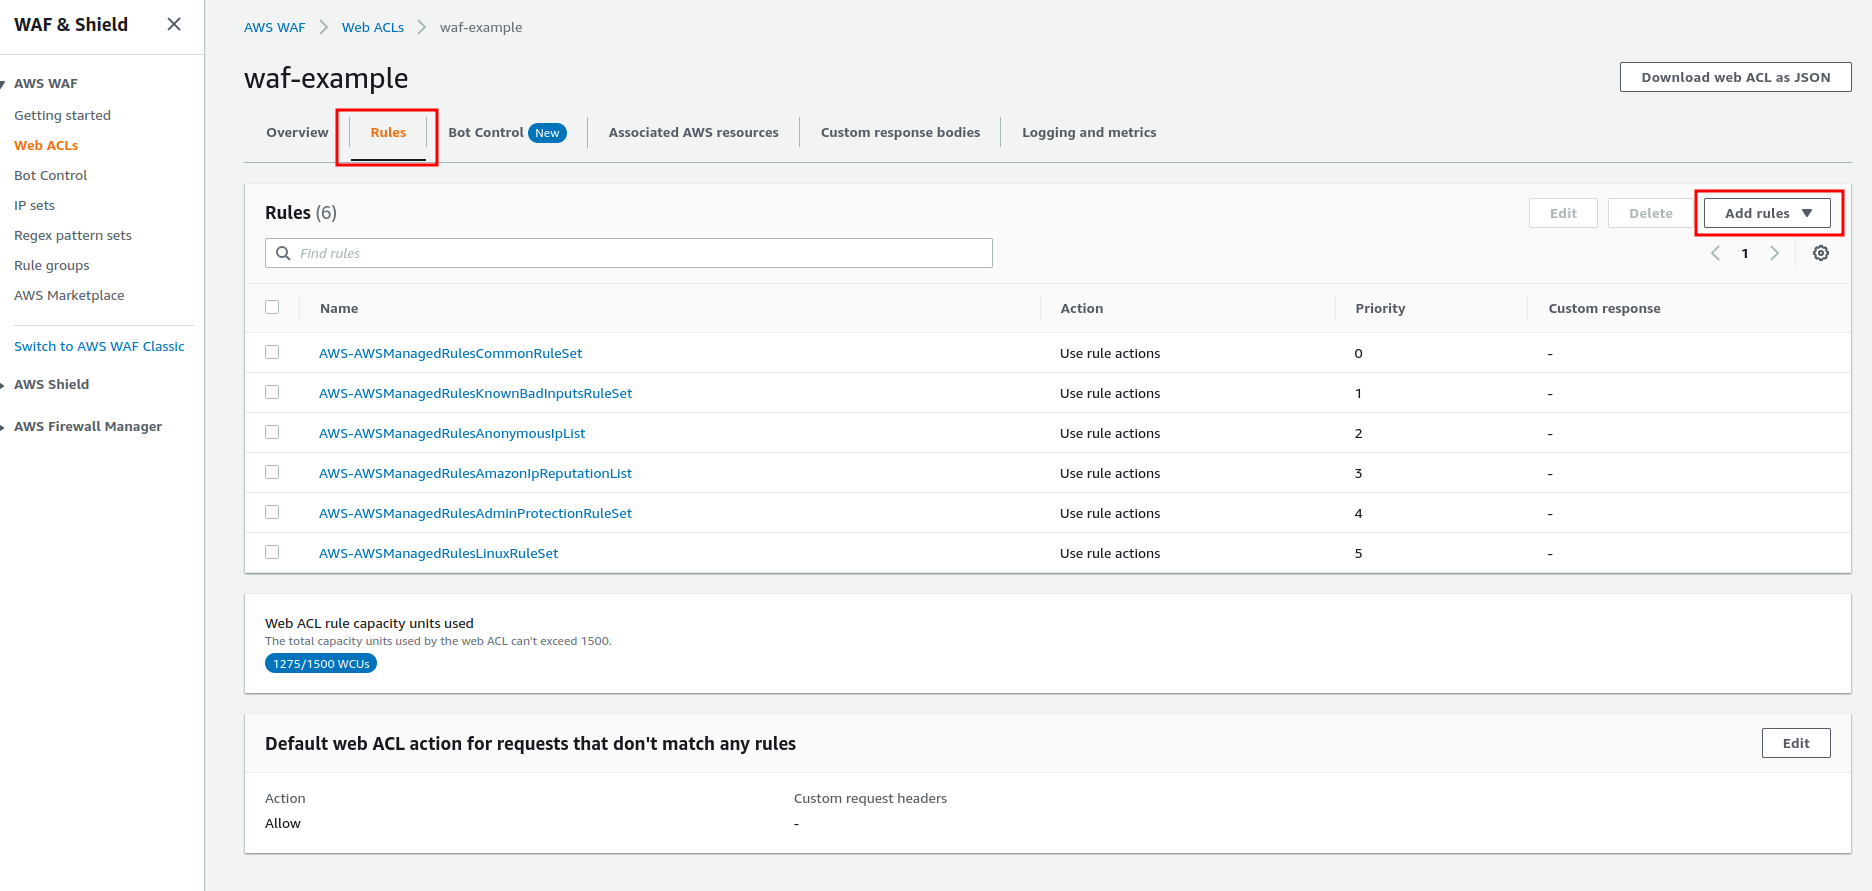 WAF & Shield
AWS WAF
Getting started
Web ACLs
Bot Control
IP sets
Regex pattern sets
Rule groups
AWS Marketplace
Switch to AWS WAF Classic
AWS Shield
AWS Firewall Manager
AWS WAF Web ACLs waf-example
waf-example
Download web ACL as JSON
Overview Rules Bot Control New Associated AWS resources Custom response bodies Logging and metrics
Rules (6)
Edit Delete Add rules
Find rules
1
Name Action Priority Custom response
AWS-AWSManagedRulesCommonRuleSet Use rule actions 0 -
AWS-AWSManagedRulesKnownBadInputsRuleSet Use rule actions 1 -
AWS-AWSManagedRulesAnonymousIpList Use rule actions 2 -
AWS-AWSManagedRulesAmazonIpReputationList Use rule actions 3 -
AWS-AWSManagedRulesAdminProtectionRuleSet Use rule actions 4 -
AWS-AWSManagedRulesLinuxRuleSet Use rule actions 5 -
Web ACL rule capacity units used
The total capacity units used by the web ACL can't exceed 1500.
1275/1500 WCUs
Default web ACL action for requests that don't match any rules
Edit
Action Custom request headers
Allow -